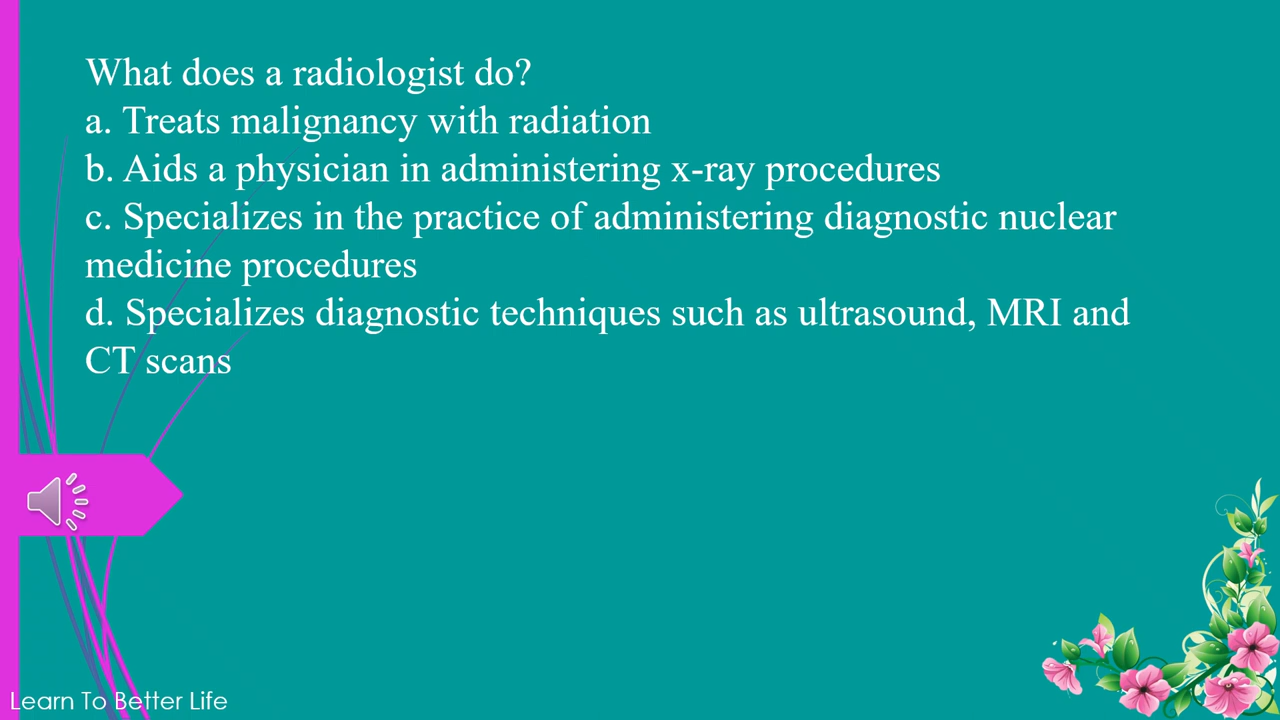 What does a radiologist do?
a. Treats malignancy with radiation
b. Aids a physician in administering x-ray procedures
c. Specializes in the practice of administering diagnostic nuclear
medicine procedures
d. Specializes diagnostic techniques such as ultrasound, MRI and
CT scans
Learn To Better Life